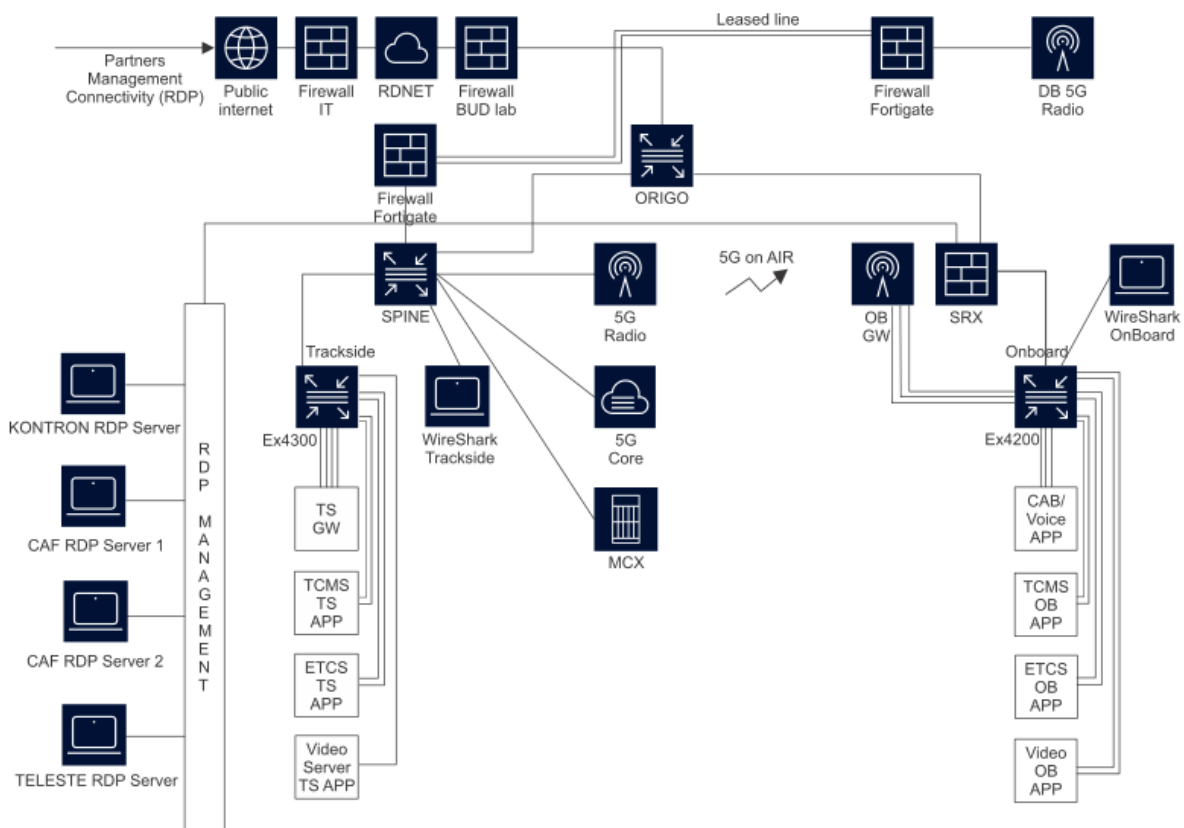 Leased line
Partners
Management
Connectivity (RDP)
Public
internet
Firewall
IT
RDNET
Firewall
BUD lab
Firewall
Fortigate
DB 5G
Radio
Firewall
Fortigate
ORIGO
SPINE
5G
Radio
5G on AIR
OB
GW
SRX
WireShark
OnBoard
Trackside
Onboard
Ex4300
WireShark
Trackside
5G
Core
Ex4200
MCX
KONTRON RDP Server
CAF RDP Server 1
CAF RDP Server 2
TELESTE RDP Server
RDP MANAGEMENT
TS
GW
TCMS
TS
APP
ETCS
TS
APP
Video
Server
TS APP
CAB/
Voice
APP
TCMS
OB
APP
ETCS
OB
APP
Video
OB
APP